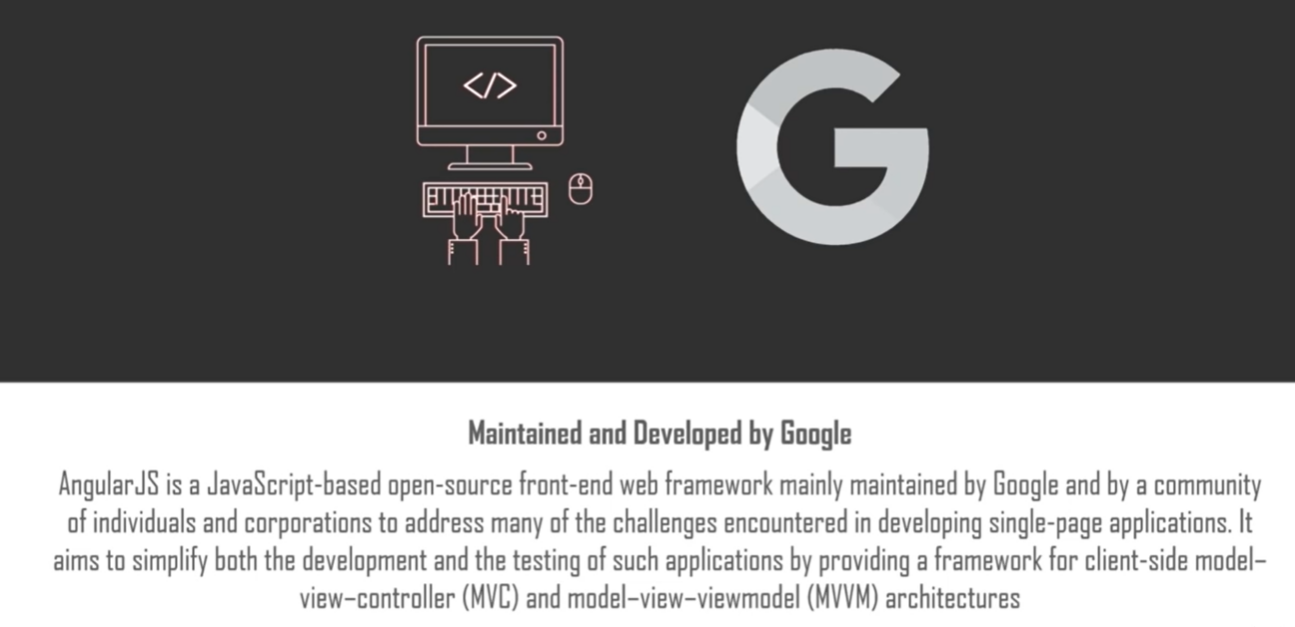 </>
Maintained and Developed by Google
AngularJS is a JavaScript-based open-source front-end web framework mainly maintained by Google and by a community
of individuals and corporations to address many of the challenges encountered in developing single-page applications. It
aims to simplify both the development and the testing of such applications by providing a framework for client-side model–
view–controller (MVC) and model–view–viewmodel (MVVM) architectures